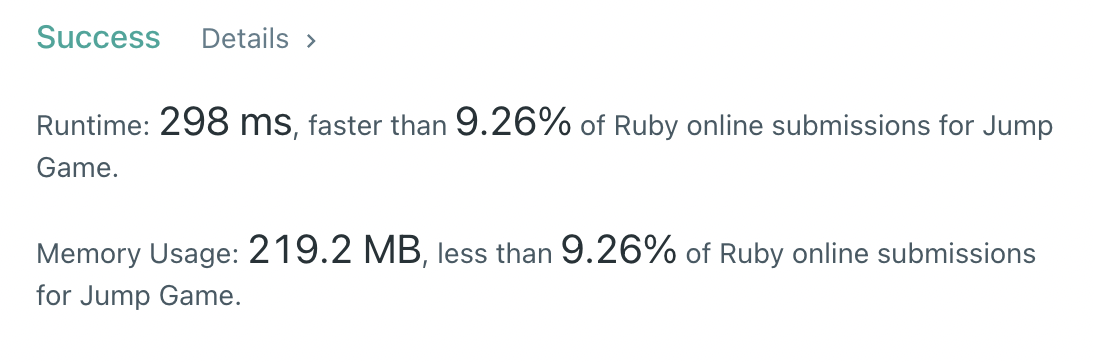 Success Details >
Runtime: 298 ms, faster than 9.26% of Ruby online submissions for Jump
Game.
Memory Usage: 219.2 MB, less than 9.26% of Ruby online submissions
for Jump Game.